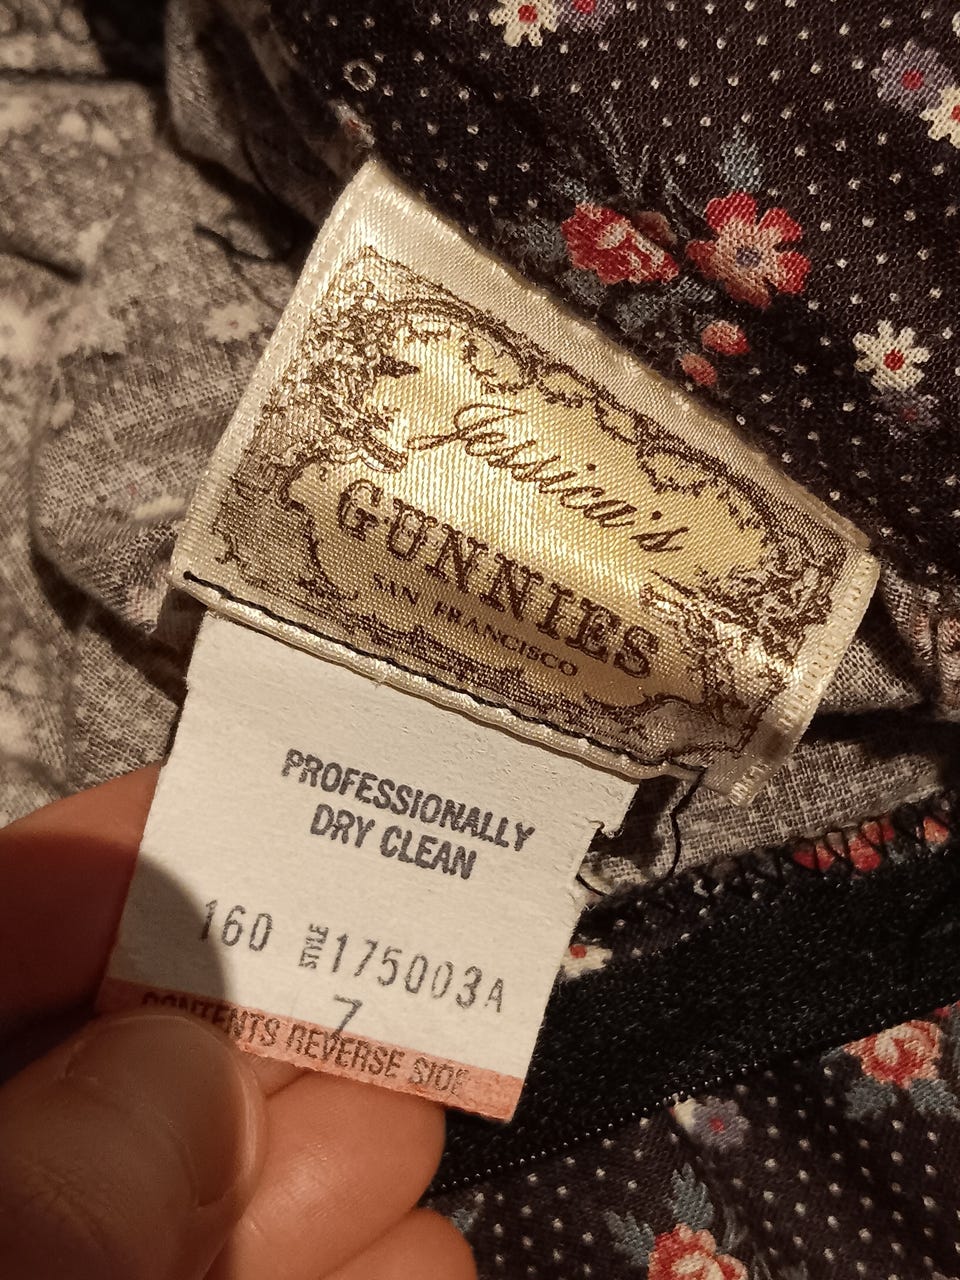 Jessica's
GUNNIES
SAN FRANCISCO
PROFESSIONALLY
DRY CLEAN
160 STYLE 175003A
7
CONTENTS REVERSE SIDE